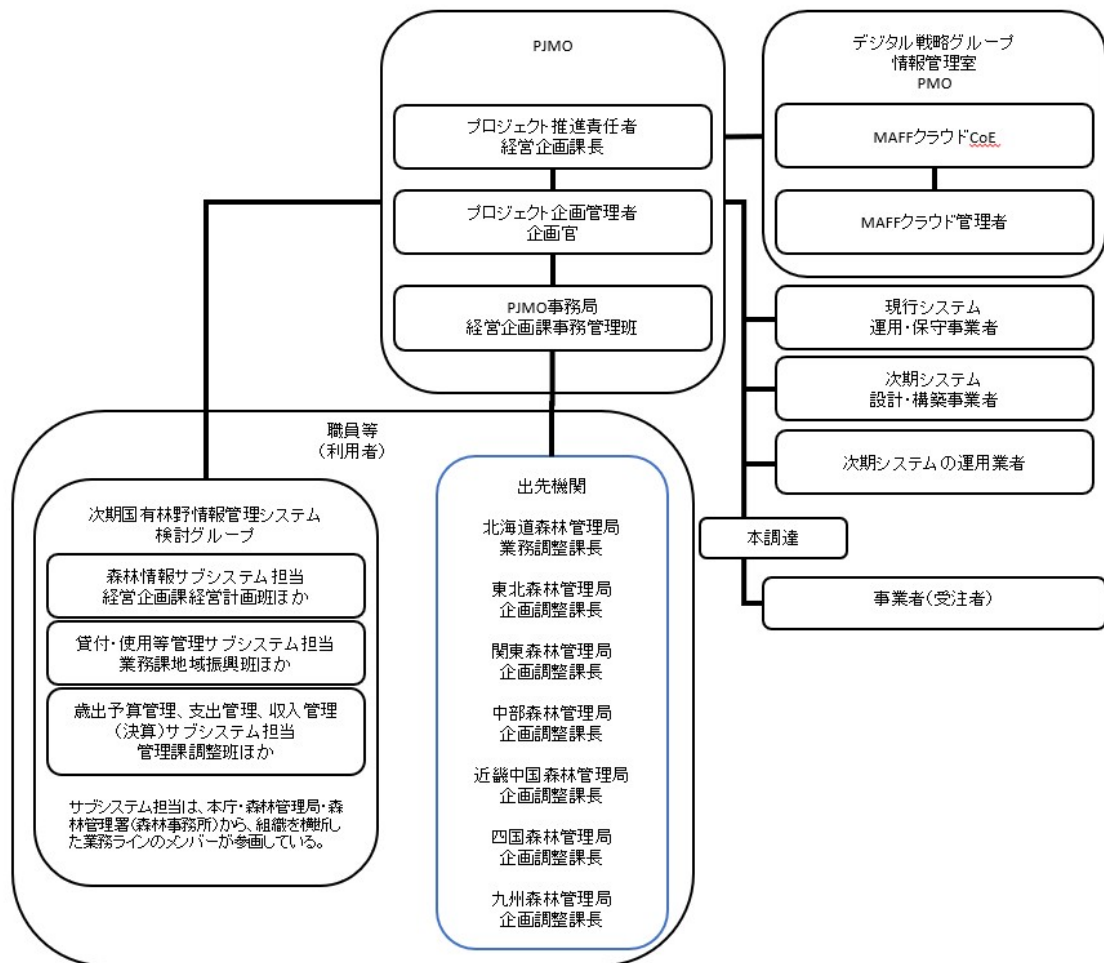 PJMO
プロジェクト推進責任者
経営企画課長
プロジェクト企画管理者
企画官
PJMO事務局
経営企画課事務管理班
デジタル戦略グループ
情報管理室
PMO
MAFFクラウドCoE
MAFFクラウド管理者
現行システム
運用・保守事業者
次期システム
設計・構築事業者
次期システムの運用業者
本調達
事業者(受注者)
職員等
(利用者)
次期国有林野情報管理システム
検討グループ
森林情報サブシステム担当
経営企画課経営計画班ほか
貸付・使用等管理サブシステム担当
業務課地域振興班ほか
歳出予算管理、支出管理、収入管理
(決算)サブシステム担当
管理課調整班ほか
サブシステム担当は、本庁・森林管理局・森
林管理署(森林事務所)から、組織を横断し
た業務ラインのメンバーが参画している。
出先機関
北海道森林管理局
業務調整課長
東北森林管理局
企画調整課長
関東森林管理局
企画調整課長
中部森林管理局
企画調整課長
近畿中国森林管理局
企画調整課長
四国森林管理局
企画調整課長
九州森林管理局
企画調整課長